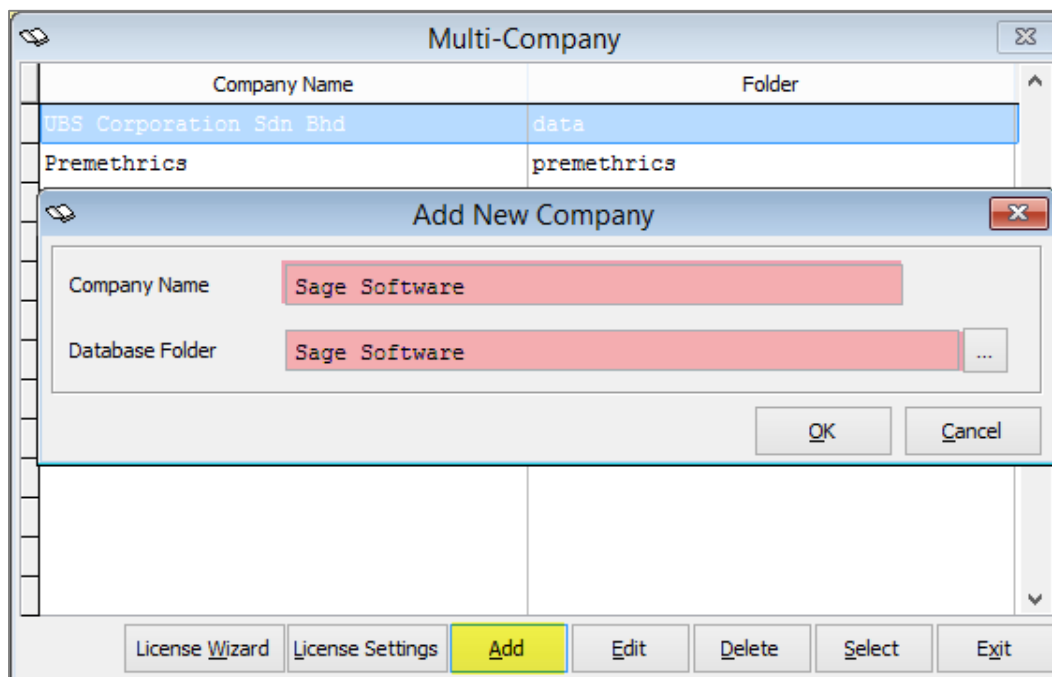 Multi-Company
Company Name Folder
UBS Corporation Sdn Bhd data
Premethrics premethrics
Add New Company
Company Name Sage Software
Database Folder Sage Software ...
OK Cancel
License Wizard License Settings Add Edit Delete Select Exit